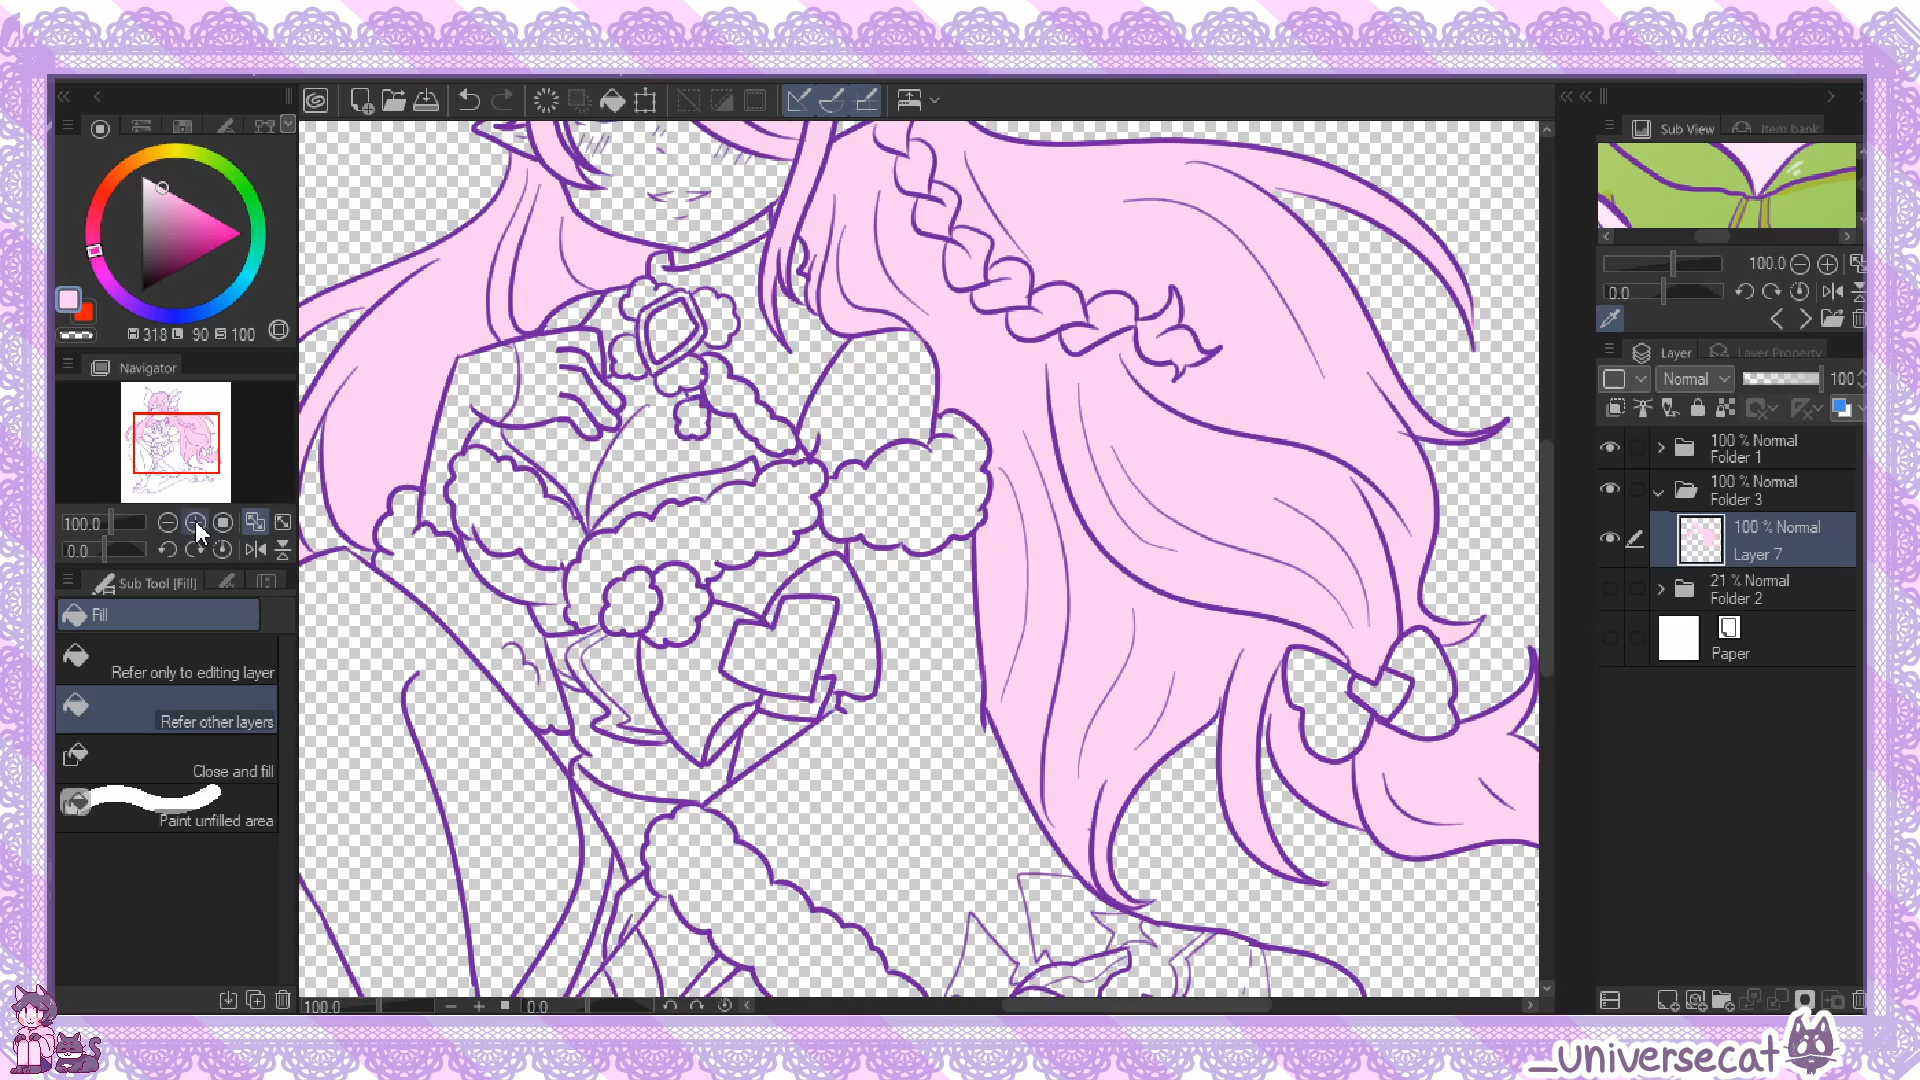 Sub View
Item bank
100.0
0.0
318 L 90 100
Navigator
100.0
0.0
Layer
Layer Property
Normal
100
100 % Normal
Folder 1
100 % Normal
Folder 3
100 % Normal
Layer 7
21 % Normal
Folder 2
Paper
Sub Tool [Fill]
Fill
Refer only to editing layer
Refer other layers
Close and fill
Paint unfilled area
100.0
0.0
_universecat